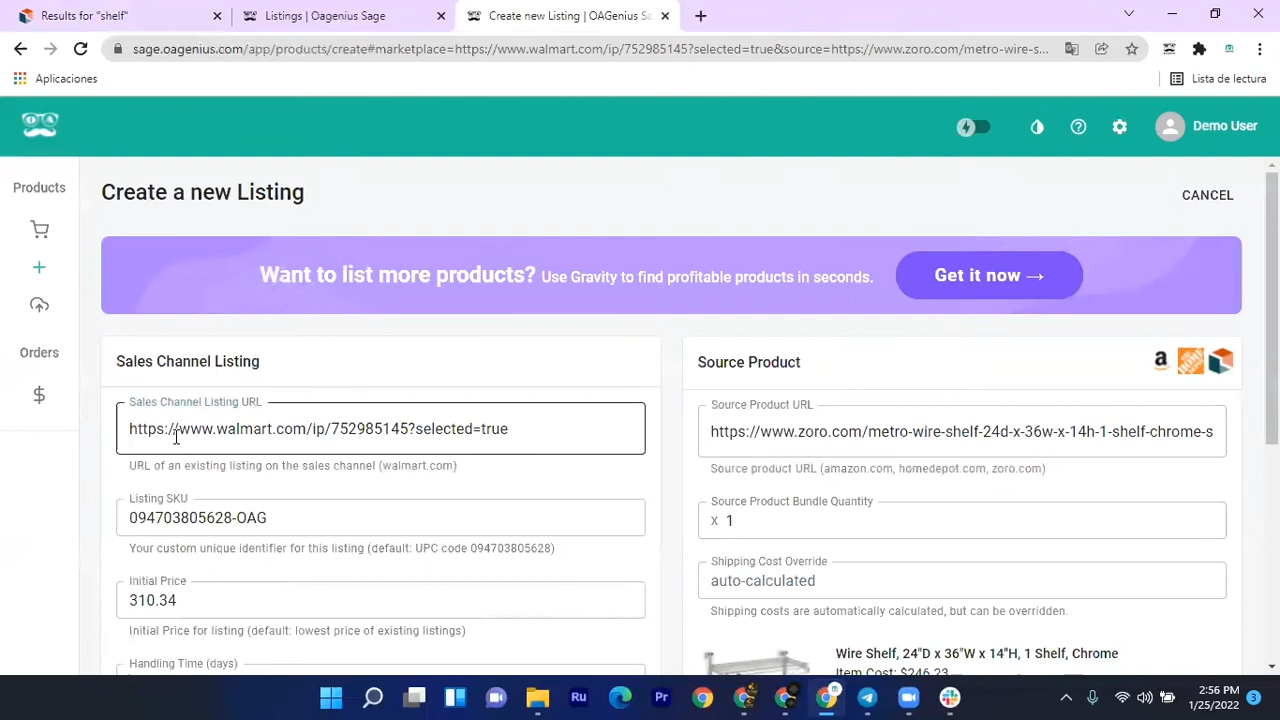 Results for "shelf"
Listings | Oagenius Sage
Create new Listing | OAGenius Sa
sage.oagenius.com/app/products/create#marketplace=https://www.walmart.com/ip/752985145?selected=true&source=https://www.zoro.com/metro-wire-s...
Aplicaciones
Lista de lectura
Demo User
Products
Create a new Listing
CANCEL
Want to list more products? Use Gravity to find profitable products in seconds.
Get it now →
Orders
Sales Channel Listing
Sales Channel Listing URL
https://www.walmart.com/ip/752985145?selected=true
URL of an existing listing on the sales channel (walmart.com)
Listing SKU
094703805628-OAG
Your custom unique identifier for this listing (default: UPC code 094703805628)
Initial Price
310.34
Initial Price for listing (default: lowest price of existing listings)
Handling Time (days)
Source Product
a
Source Product URL
https://www.zoro.com/metro-wire-shelf-24d-x-36w-x-14h-1-shelf-chrome-s
Source product URL (amazon.com, homedepot.com, zoro.com)
Source Product Bundle Quantity
X 1
Shipping Cost Override
auto-calculated
Shipping costs are automatically calculated, but can be overridden.
Wire Shelf, 24"D x 36"W x 14"H, 1 Shelf, Chrome
Item Cost: $246.23
Ru
Pr
2:56 PM
1/25/2022
3